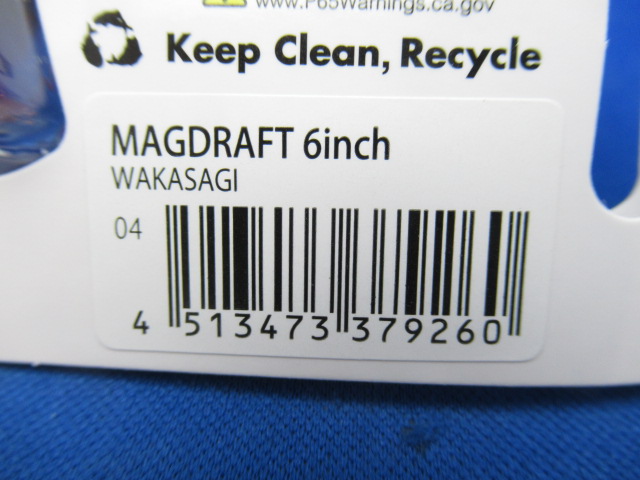 www.P65Warnings.ca.gov
Keep Clean, Recycle
MAGDRAFT 6inch
WAKASAGI
04
4 513473 379260